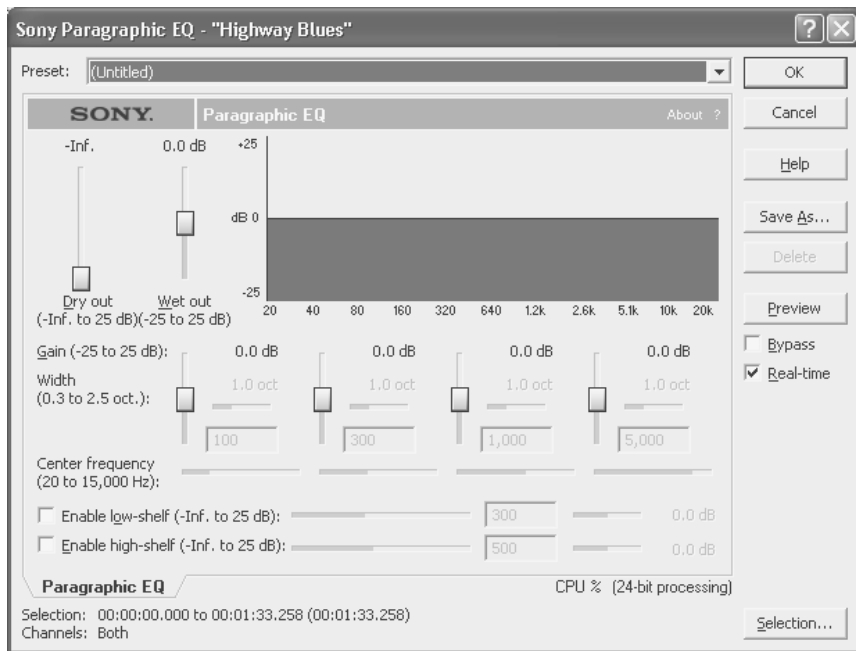 Sony Paragraphic EQ - "Highway Blues"
Preset: (Untitled)
OK
SONY. Paragraphic EQ About ?
Cancel
-Inf. 0.0 dB +25
Help
dB 0
Save As...
Delete
-25
Dry out Wet out
(-Inf. to 25 dB)(-25 to 25 dB)
20 40 80 160 320 640 1.2k 2.6k 5.1k 10k 20k
Preview
Gain (-25 to 25 dB): 0.0 dB 0.0 dB 0.0 dB 0.0 dB
Bypass
Width
(0.3 to 2.5 oct.):
1.0 oct 1.0 oct 1.0 oct 1.0 oct
Real-time
100 300 1,000 5,000
Center frequency
(20 to 15,000 Hz):
Enable low-shelf (-Inf. to 25 dB): 300 0.0 dB
Enable high-shelf (-Inf. to 25 dB): 500 0.0 dB
Paragraphic EQ
CPU % (24-bit processing)
Selection: 00:00:00.000 to 00:01:33.258 (00:01:33.258)
Channels: Both
Selection...